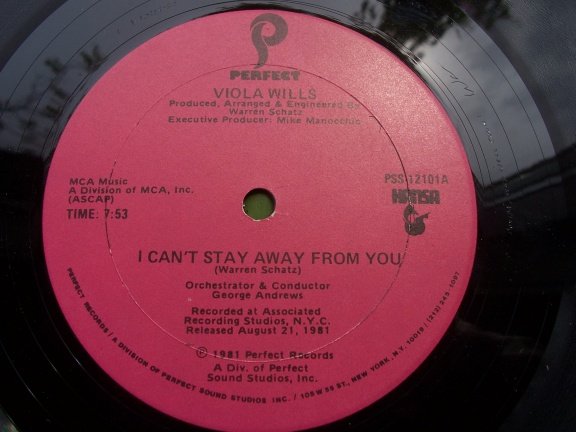 PERFECT
VIOLA WILLS
Produced, Arranged & Engineered By
Warren Schatz
Executive Producer: Mike Manocchio
MCA Music
A Division of MCA, Inc.
(ASCAP)
TIME: 7:53
PSS 12101A
HANSA
I CAN'T STAY AWAY FROM YOU
(Warren Schatz)
Orchestrator & Conductor
George Andrews
Recorded at Associated
Recording Studios, N.Y.C.
Released August 21, 1981
© 1981 Perfect Records
A Div. of Perfect
Sound Studios, Inc.
PERFECT RECORDS / A DIVISION OF PERFECT SOUND STUDIOS INC. / 105 W 55 ST., NEW YORK, N.Y. 10019 / (212) 245-1007